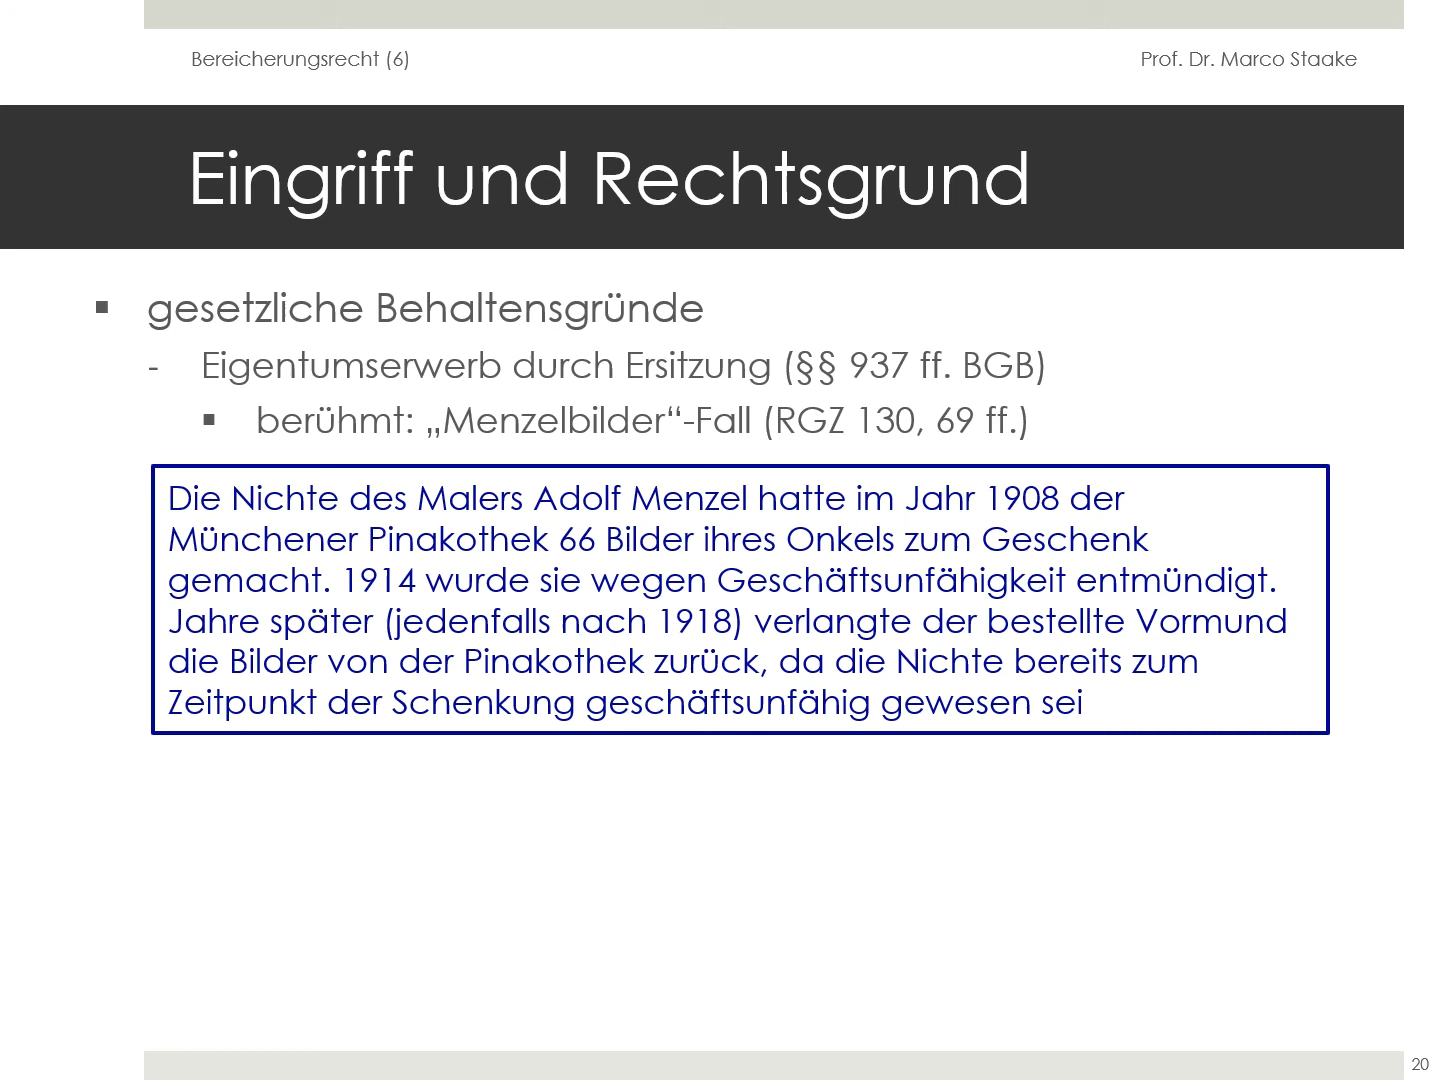 Bereicherungsrecht (6)
Prof. Dr. Marco Staake
Eingriff und Rechtsgrund
▪ gesetzliche Behaltensgründe
- Eigentumserwerb durch Ersitzung (§§ 937 ff. BGB)
▪ berühmt: „Menzelbilder“-Fall (RGZ 130, 69 ff.)
Die Nichte des Malers Adolf Menzel hatte im Jahr 1908 der
Münchener Pinakothek 66 Bilder ihres Onkels zum Geschenk
gemacht. 1914 wurde sie wegen Geschäftsunfähigkeit entmündigt.
Jahre später (jedenfalls nach 1918) verlangte der bestellte Vormund
die Bilder von der Pinakothek zurück, da die Nichte bereits zum
Zeitpunkt der Schenkung geschäftsunfähig gewesen sei
20